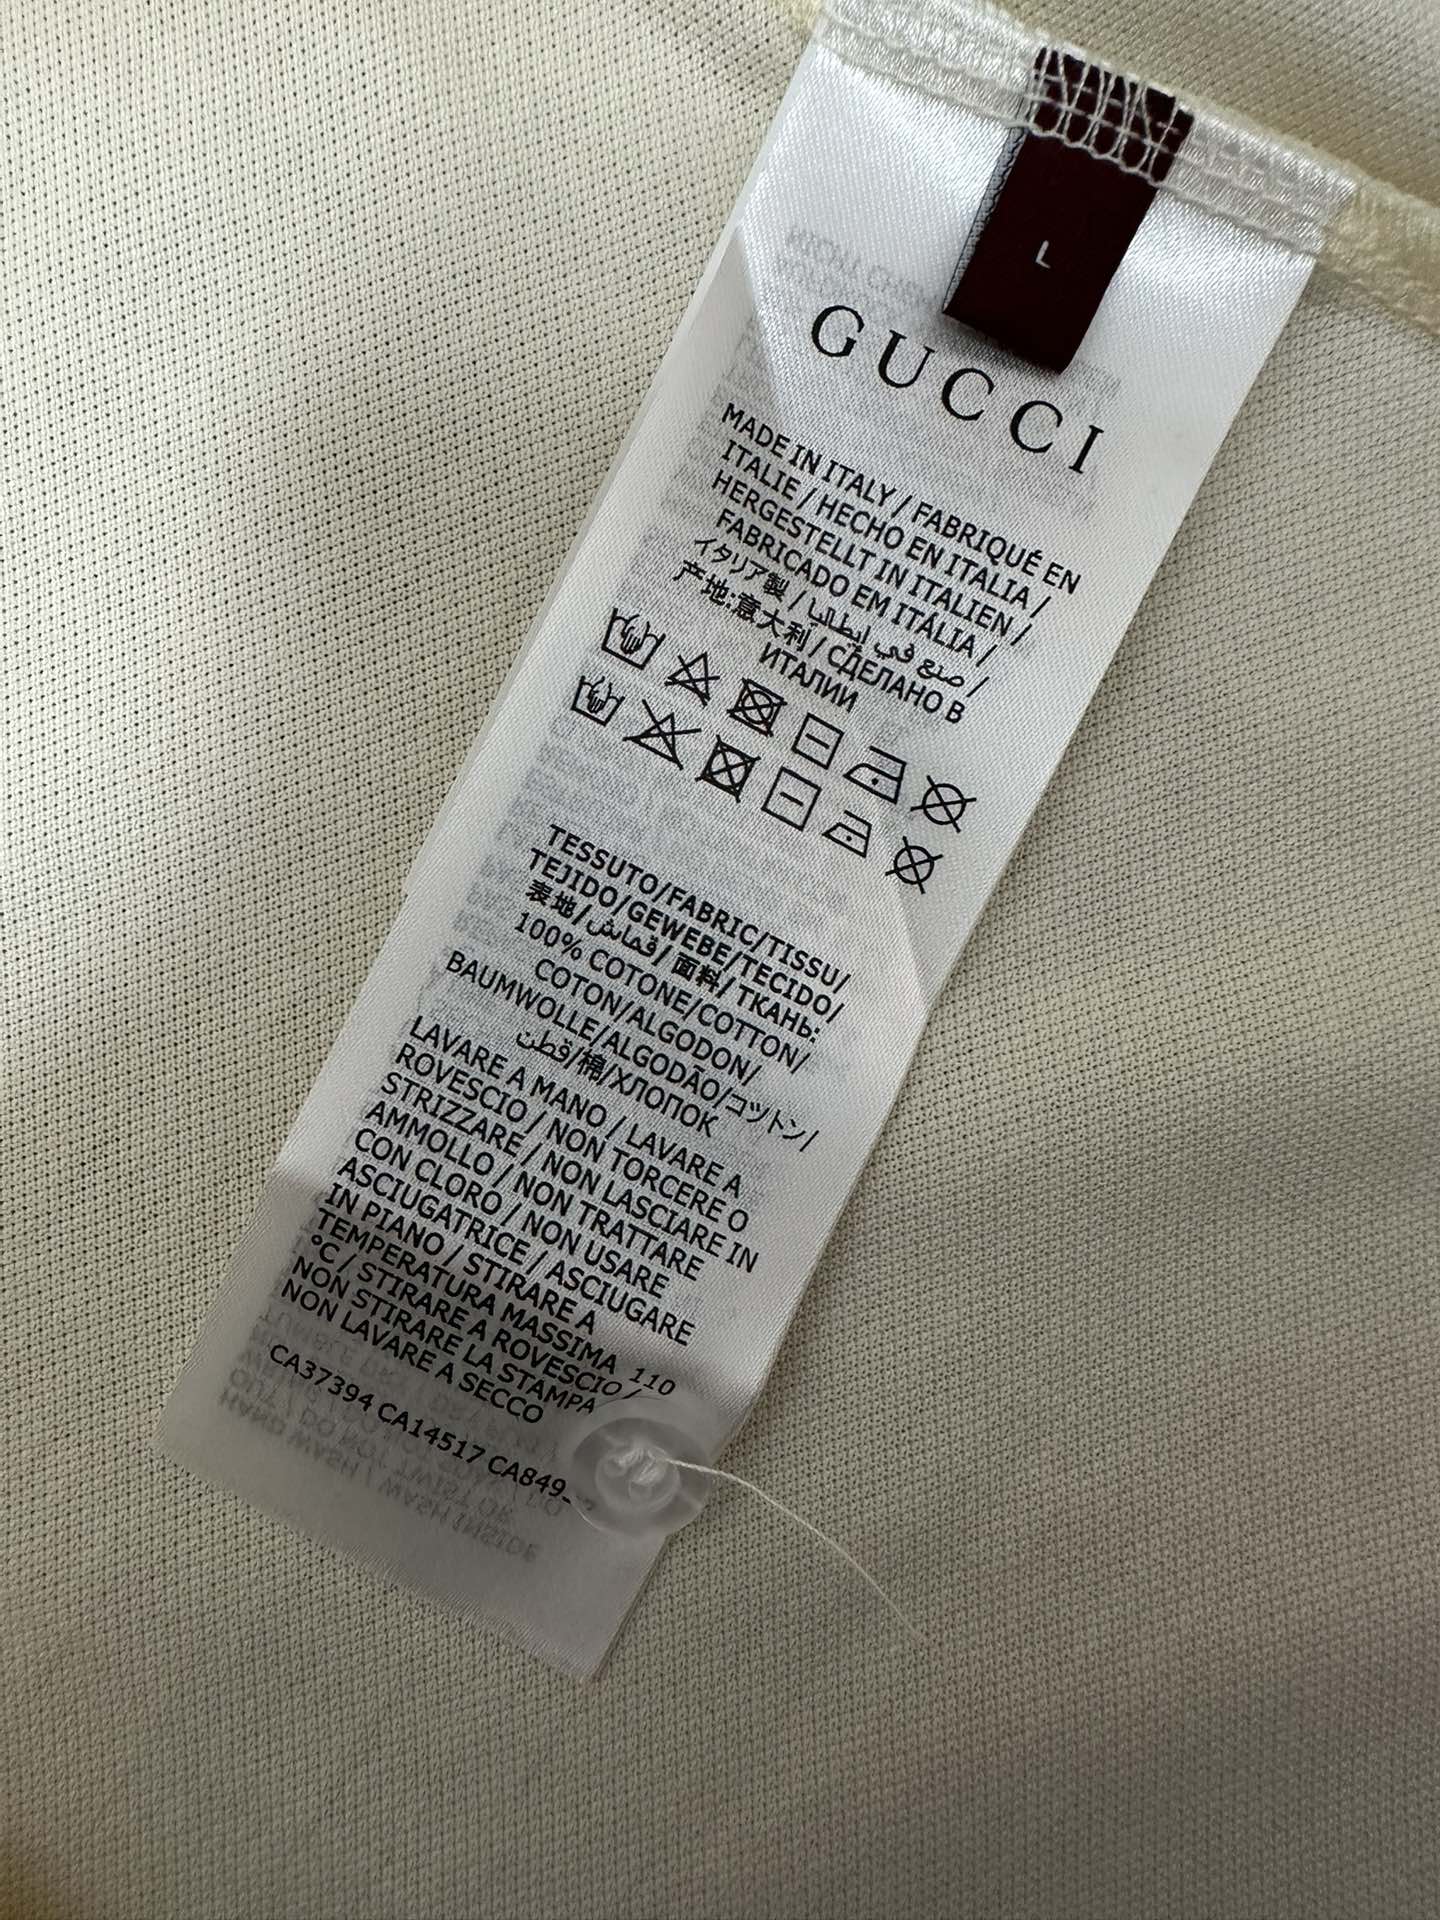 L
GUCCI
MADE IN ITALY / FABRIQUÉ EN
ITALIE / HECHO EN ITALIA /
HERGESTELLT IN ITALIEN /
FABRICADO EM ITÁLIA /
イタリア製 / صنع في إيطاليا /
产地:意大利 / СДЕЛАНО В
ИТАЛИИ
TESSUTO/FABRIC/TISSU/
TEJIDO/GEWEBE/TECIDO/
表地/قماش/面料/ТКАНЬ:
100% COTONE/COTTON/
COTON/ALGODON/
BAUMWOLLE/ALGODÃO/コットン/
قطن/棉/ХЛОПОК
LAVARE A MANO / LAVARE A
ROVESCIO / NON TORCERE O
STRIZZARE / NON LASCIARE IN
AMMOLLO / NON TRATTARE
CON CLORO / NON USARE
ASCIUGATRICE / ASCIUGARE
IN PIANO / STIRARE A
TEMPERATURA MASSIMA 110
°C / STIRARE A ROVESCIO /
NON STIRARE LA STAMPA
NON LAVARE A SECCO
CA37394 CA14517